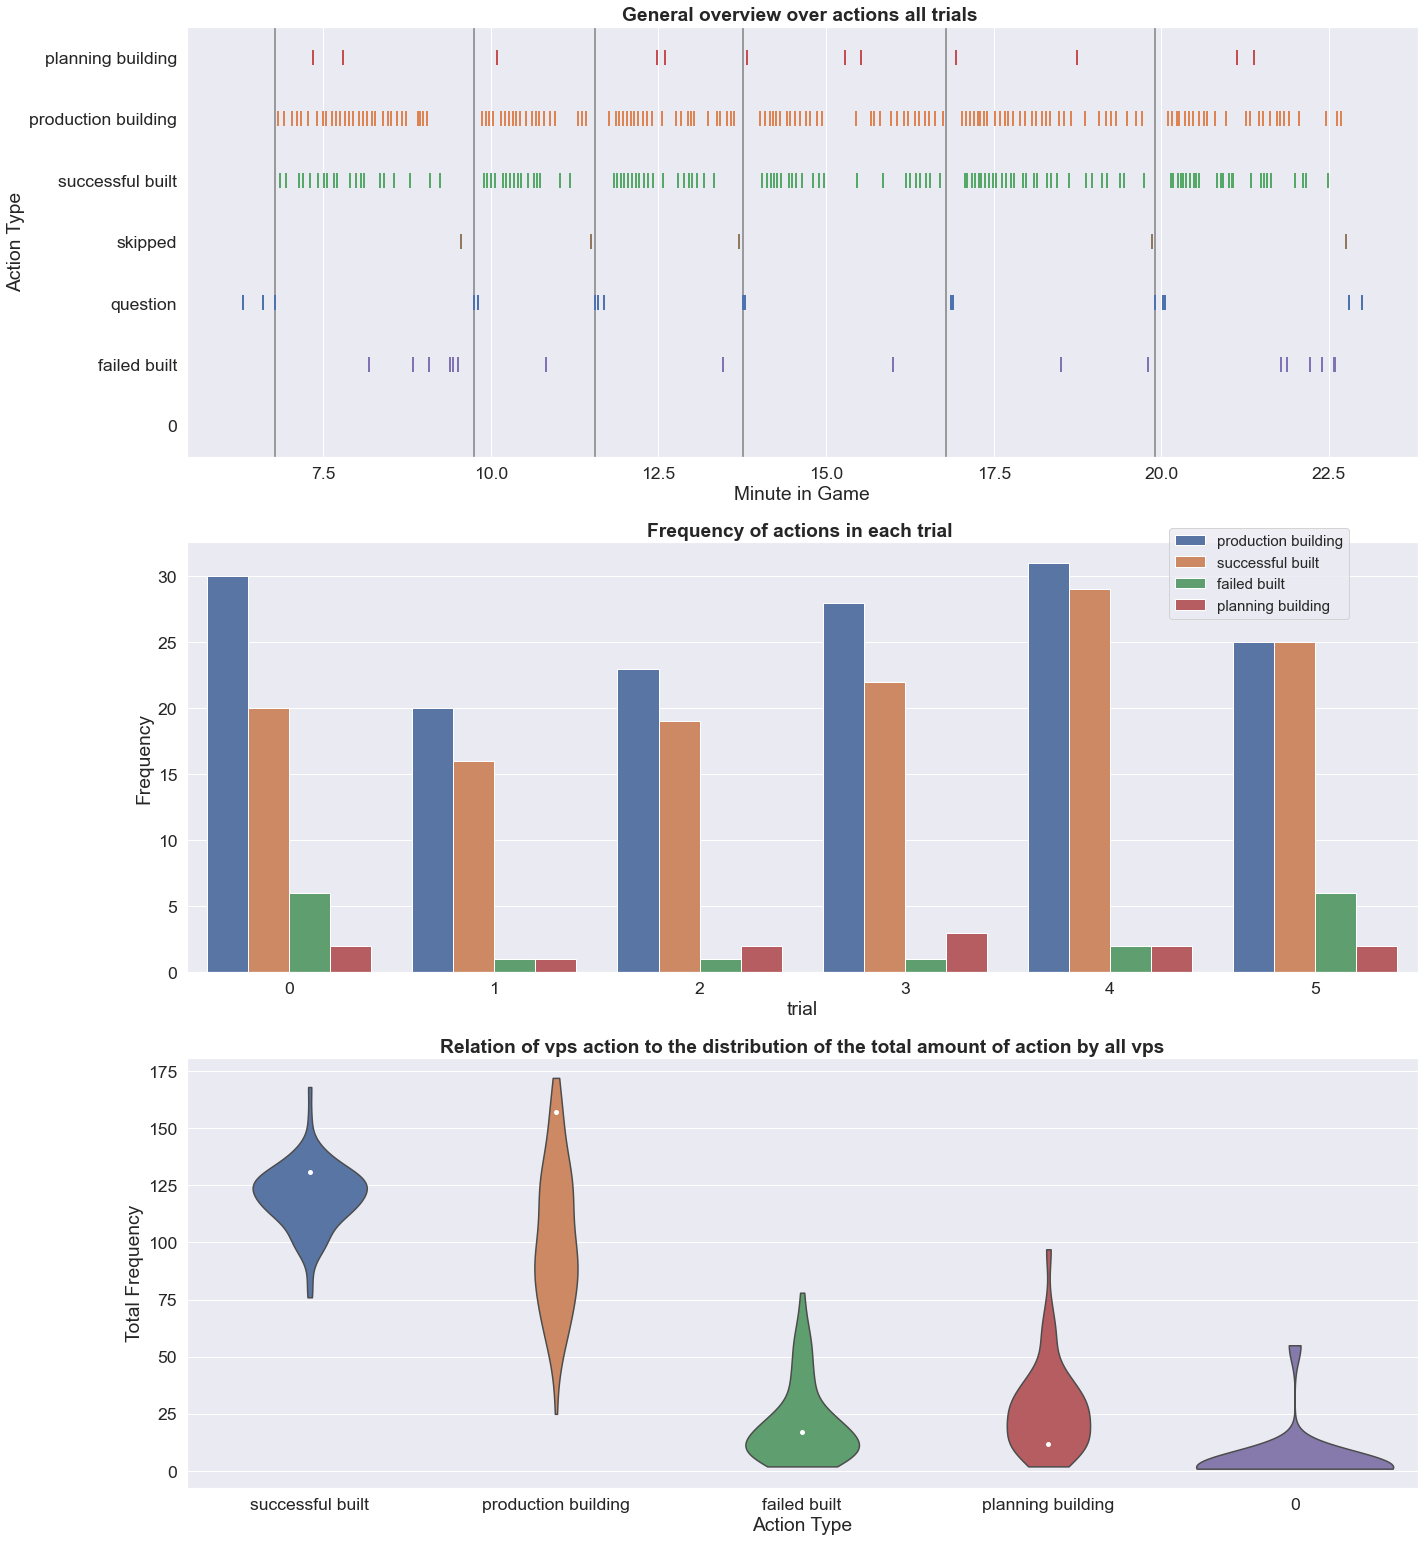 General overview over actions all trials
planning building
production building
successful built
skipped
question
failed built
0
Action Type
7.5 10.0 12.5 15.0 17.5 20.0 22.5
Minute in Game
Frequency of actions in each trial
production building
successful built
failed built
planning building
30
25
20
15
10
5
0
Frequency
0 1 2 3 4 5
trial
Relation of vps action to the distribution of the total amount of action by all vps
175
150
125
100
75
50
25
0
Total Frequency
successful built production building failed built planning building 0
Action Type